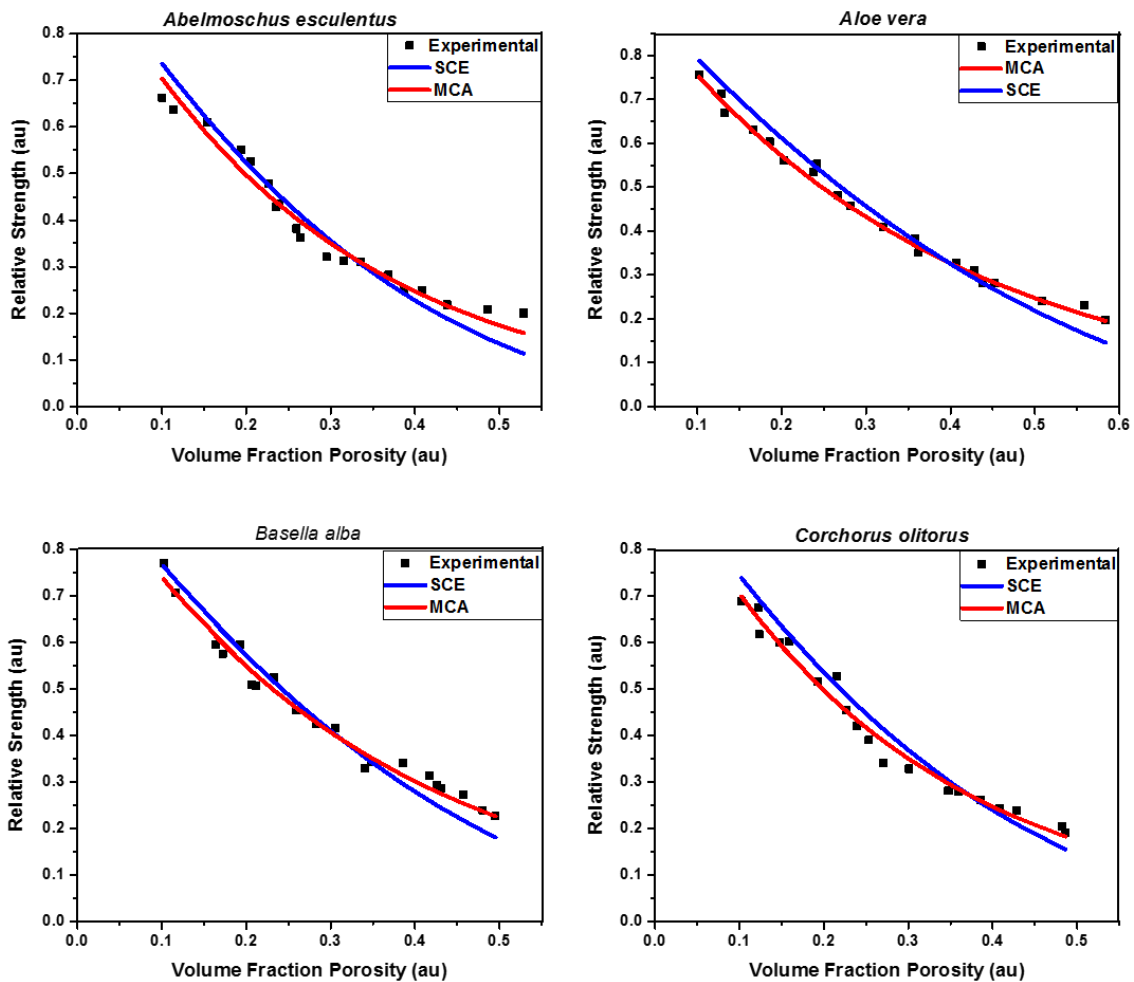 Abelmoschus esculentus
Experimental
SCE
MCA
0.8
0.7
0.6
0.5
0.4
0.3
0.2
0.1
0.0
Relative Strength (au)
0.0 0.1 0.2 0.3 0.4 0.5
Volume Fraction Porosity (au)
Aloe vera
Experimental
MCA
SCE
0.8
0.7
0.6
0.5
0.4
0.3
0.2
0.1
0.0
Relative Strength (au)
0.1 0.2 0.3 0.4 0.5 0.6
Volume Fraction Porosity (au)
Basella alba
Experimental
SCE
MCA
0.8
0.7
0.6
0.5
0.4
0.3
0.2
0.1
0.0
Relative Srength (au)
0.0 0.1 0.2 0.3 0.4 0.5
Volume Fraction Porosity (au)
Corchorus olitorus
Experimental
SCE
MCA
0.8
0.7
0.6
0.5
0.4
0.3
0.2
0.1
0.0
Relative Strength (au)
0.0 0.1 0.2 0.3 0.4 0.5
Volume Fraction Porosity (au)